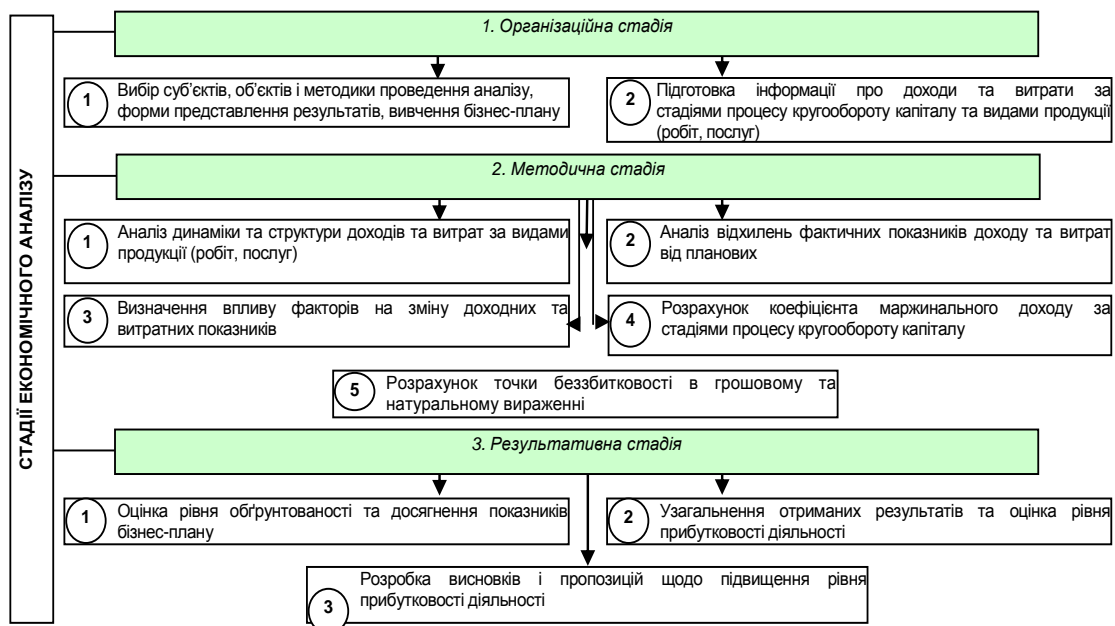 СТАДІЇ ЕКОНОМІЧНОГО АНАЛІЗУ
1. Організаційна стадія
1
Вибір суб’єктів, об’єктів і методики проведення аналізу,
форми представлення результатів, вивчення бізнес-плану
2
Підготовка інформації про доходи та витрати за
стадіями процесу кругообороту капіталу та видами продукції
(робіт, послуг)
2. Методична стадія
1
Аналіз динаміки та структури доходів та витрат за видами
продукції (робіт, послуг)
2
Аналіз відхилень фактичних показників доходу та витрат
від планових
3
Визначення впливу факторів на зміну доходних та
витратних показників
4
Розрахунок коефіцієнта маржинального доходу за
стадіями процесу кругообороту капіталу
5
Розрахунок точки беззбитковості в грошовому та
натуральному вираженні
3. Результативна стадія
1
Оцінка рівня обґрунтованості та досягнення показників
бізнес-плану
2
Узагальнення отриманих результатів та оцінка рівня
прибутковості діяльності
3
Розробка висновків і пропозицій щодо підвищення рівня
прибутковості діяльності